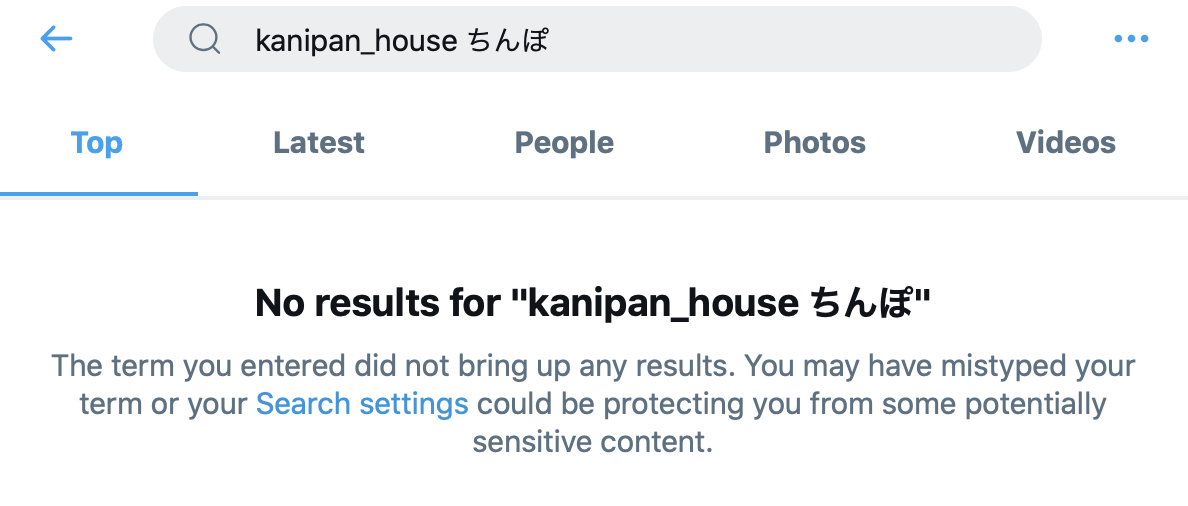 kanipan_house ちんぽ
Top Latest People Photos Videos
No results for "kanipan_house ちんぽ"
The term you entered did not bring up any results. You may have mistyped your
term or your Search settings could be protecting you from some potentially
sensitive content.